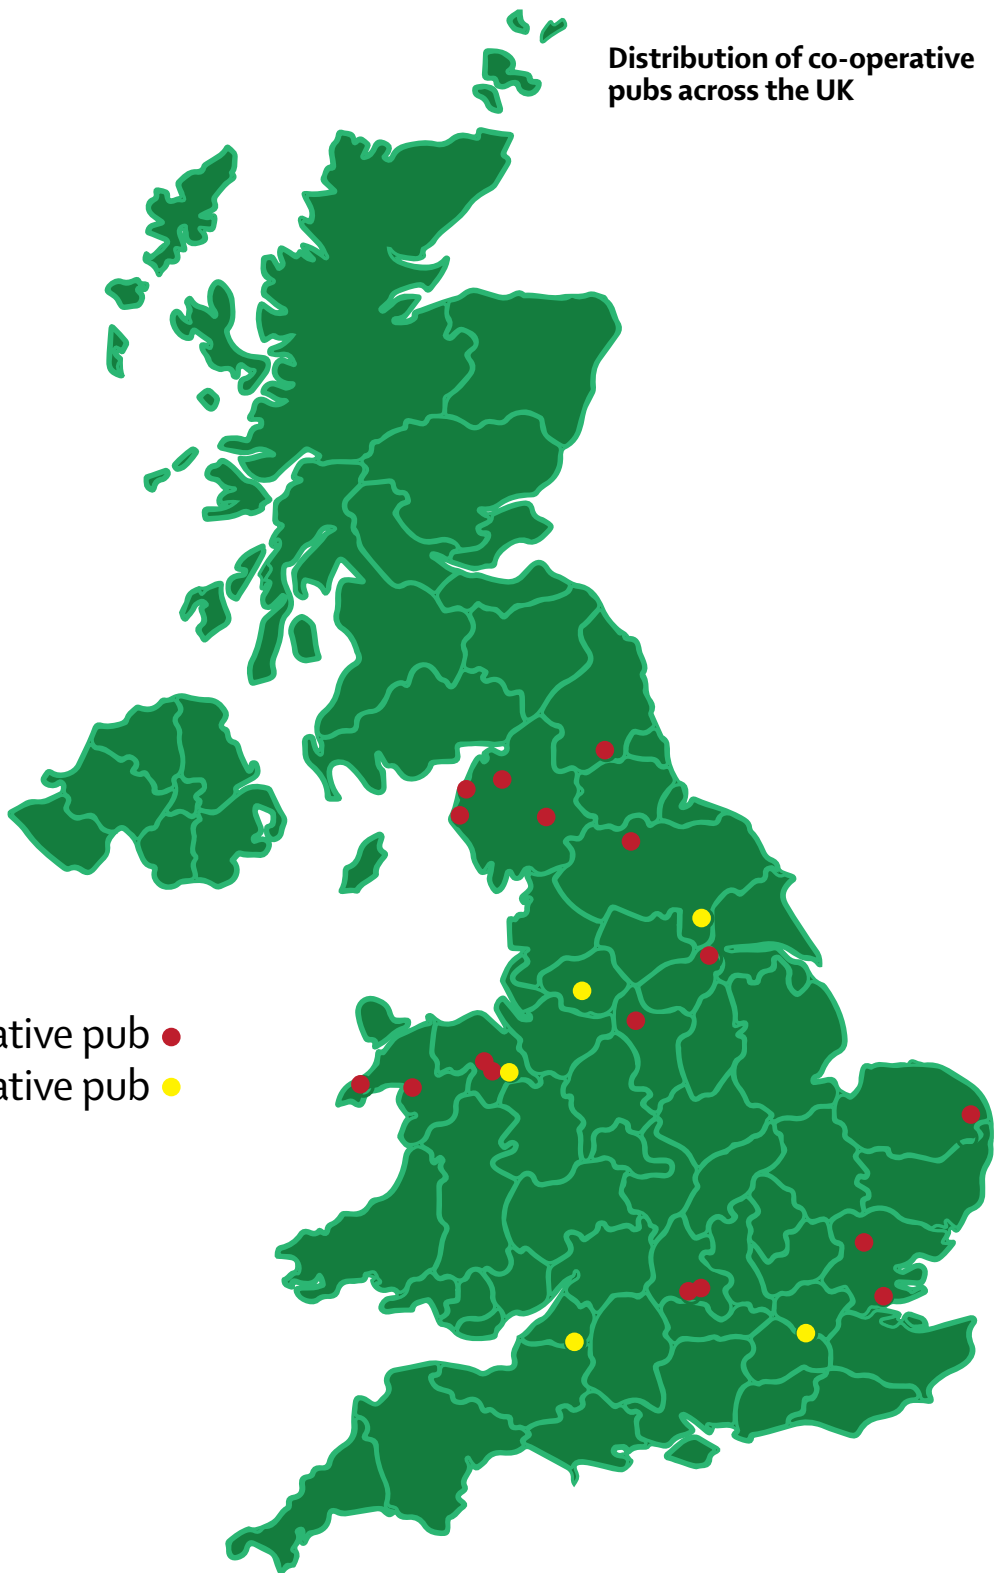 Distribution of co-operative
pubs across the UK
ative pub
ative pub